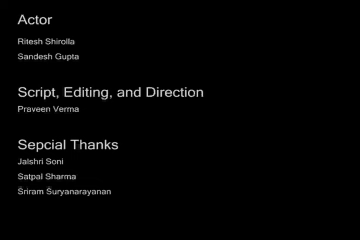 Actor
Ritesh Shirolla
Sandesh Gupta
Script, Editing, and Direction
Praveen Verma
Sepcial Thanks
Jalshri Soni
Satpal Sharma
Sriram Suryanarayanan